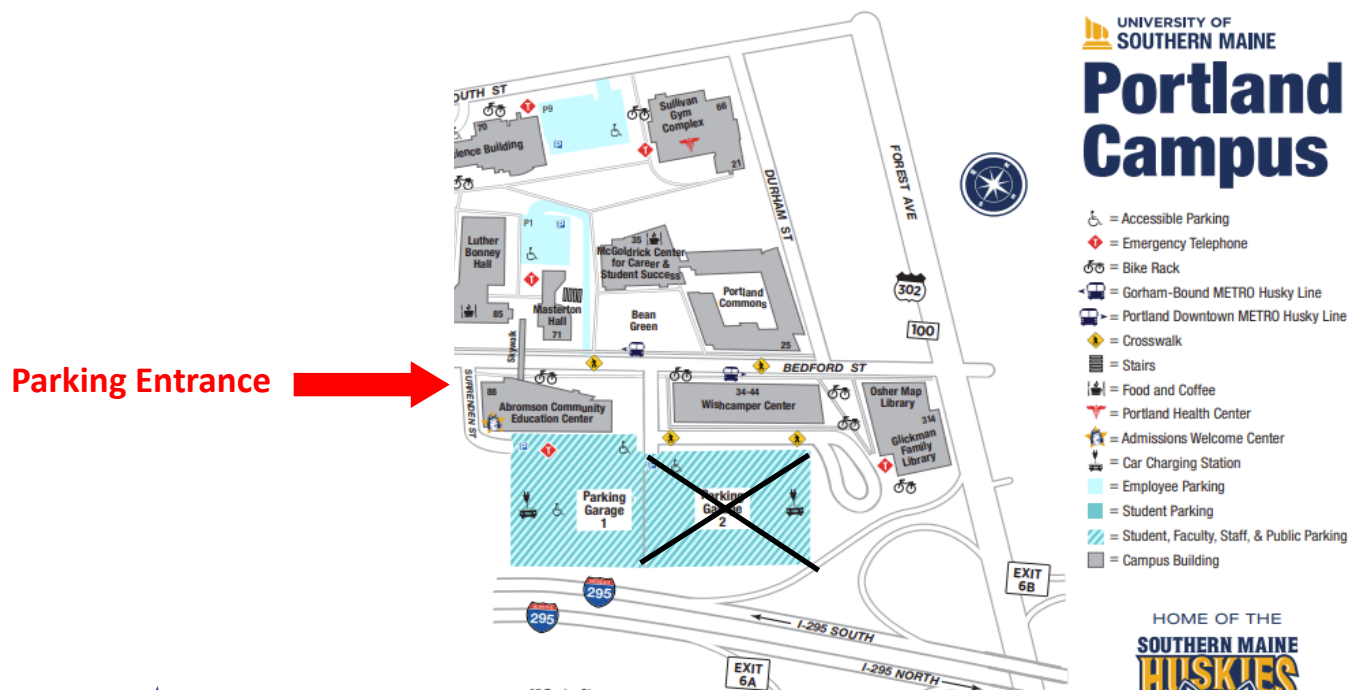 UNIVERSITY OF
SOUTHERN MAINE
Portland
Campus
= Accessible Parking
= Emergency Telephone
= Bike Rack
= Gorham-Bound METRO Husky Line
= Portland Downtown METRO Husky Line
= Crosswalk
= Stairs
= Food and Coffee
= Portland Health Center
= Admissions Welcome Center
= Car Charging Station
= Employee Parking
= Student Parking
= Student, Faculty, Staff, & Public Parking
= Campus Building
HOME OF THE
SOUTHERN MAINE
HUSKIES
Parking Entrance
OUTH ST
P9
70
ience Building
Sullivan
Gym
Complex
66
21
DURHAM ST
FOREST AVE
P1
Luther
Bonney
Hall
85
Masterton
Hall
71
Skywalk
35
McGoldrick Center
for Career &
Student Success
Bean
Green
Portland
Commons
25
302
100
BEDFORD ST
SURRENDEN ST
88
Abromson Community
Education Center
34-44
Wishcamper Center
Osher Map
Library
314
Glickman
Family
Library
Parking
Garage
1
Parking
Garage
2
295
295
I-295 SOUTH
I-295 NORTH
EXIT
6B
EXIT
6A